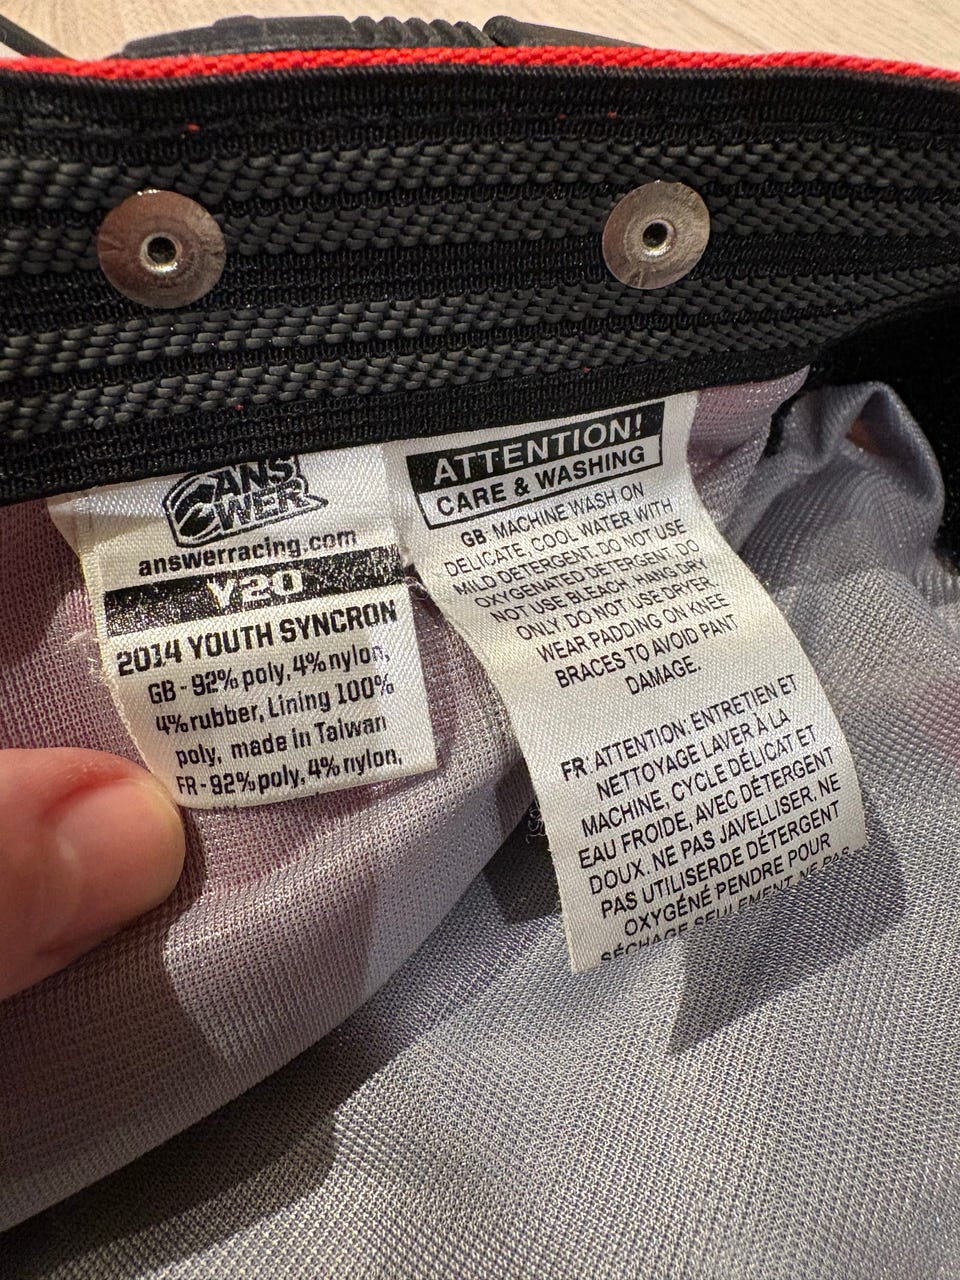 ANS
WER
answerracing.com
Y20
2014 YOUTH SYNCRON
GB - 92% poly, 4% nylon,
4% rubber, Lining 100%
poly, made in Taiwan
FR - 92% poly, 4% nylon,
ATTENTION!
CARE & WASHING
GB: MACHINE WASH ON
DELICATE, COOL WATER WITH
MILD DETERGENT. DO NOT USE
OXYGENATED DETERGENT. DO
NOT USE BLEACH. HANG DRY
ONLY DO NOT USE DRYER.
WEAR PADDING ON KNEE
BRACES TO AVOID PANT
DAMAGE.
FR: ATTENTION: ENTRETIEN ET
NETTOYAGE LAVER À LA
MACHINE, CYCLE DÉLICAT ET
EAU FROIDE, AVEC DÉTERGENT
DOUX. NE PAS JAVELLISER. NE
PAS UTILISERDE DÉTERGENT
OXYGÉNÉ PENDRE POUR
SÉCHAGE SEULEMENT. NE PAS